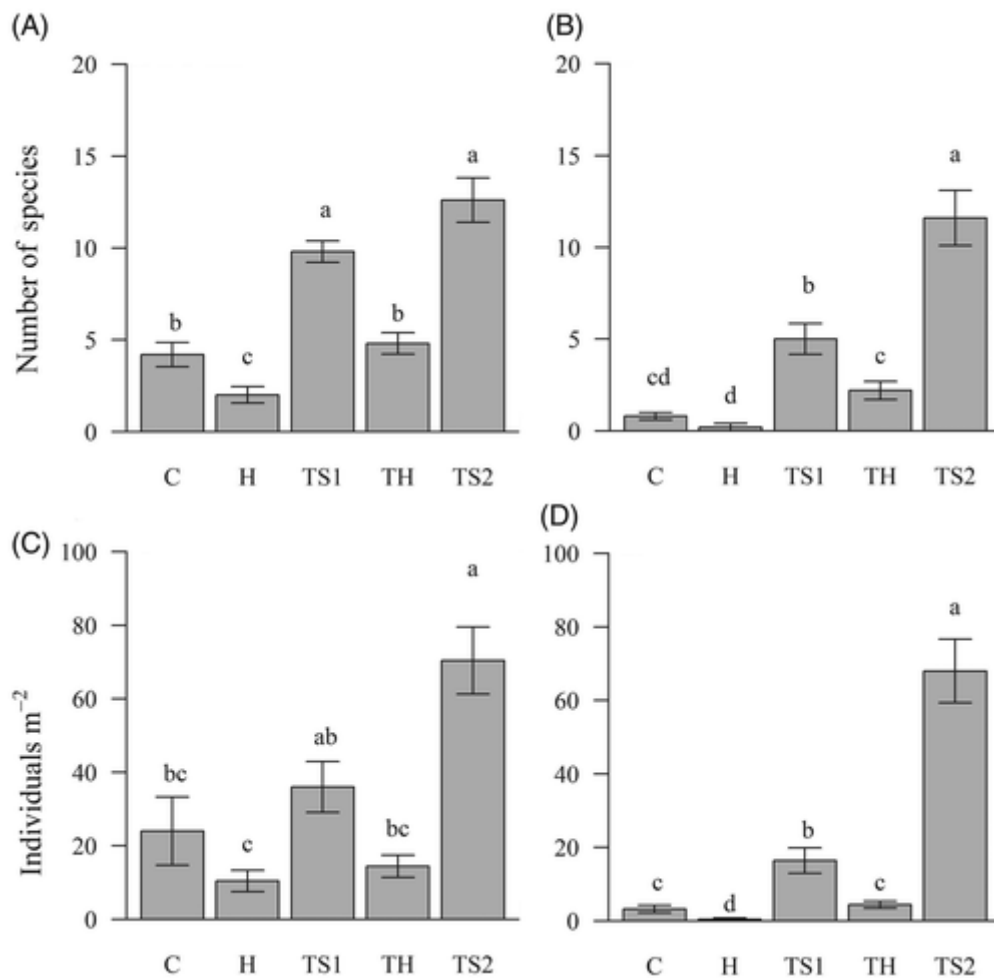 (A)
Number of species
20
15
10
5
0
b
c
a
b
a
C H TS1 TH TS2
(B)
20
15
10
5
0
cd
d
b
c
a
C H TS1 TH TS2
(C)
Individuals m⁻²
100
80
60
40
20
0
bc
c
ab
bc
a
C H TS1 TH TS2
(D)
100
80
60
40
20
0
c
d
b
c
a
C H TS1 TH TS2